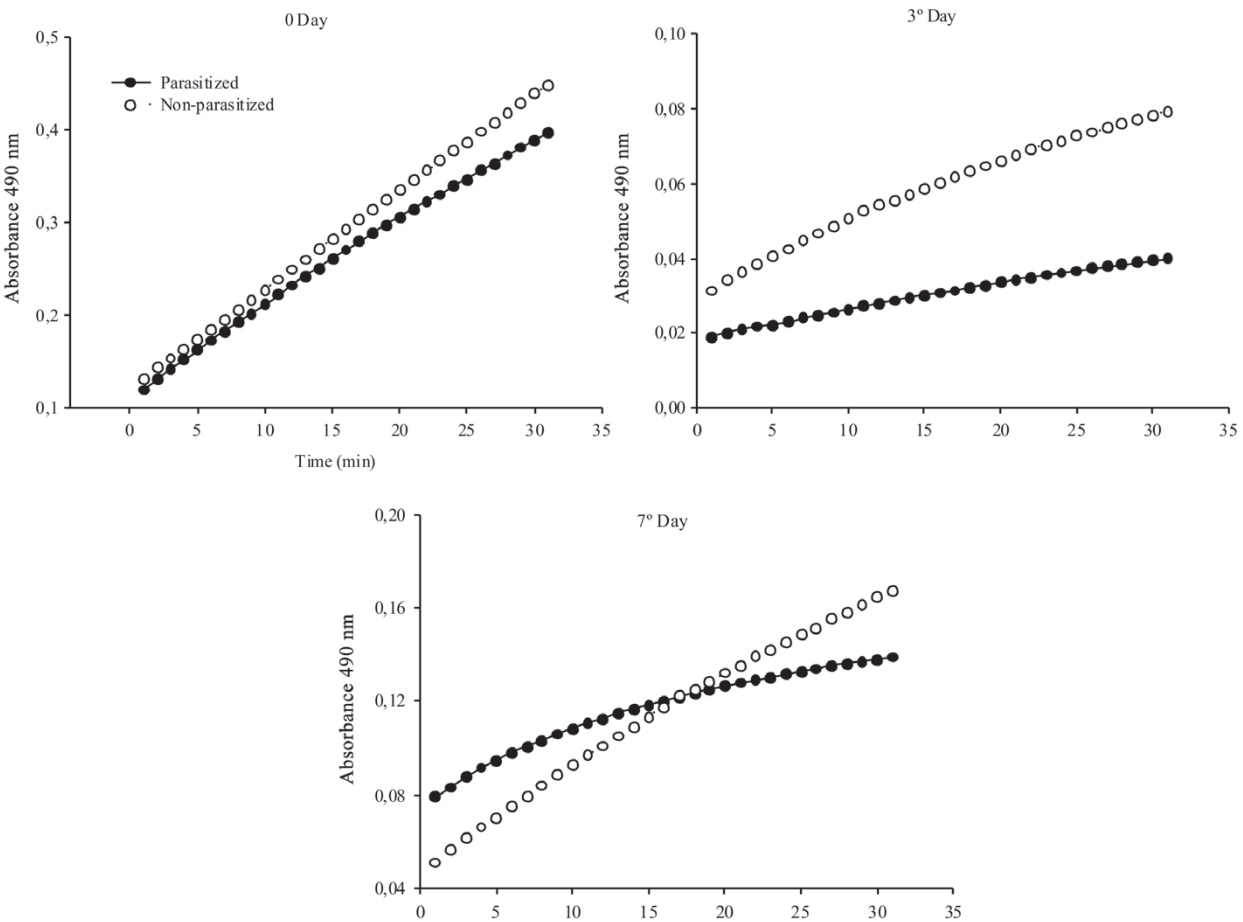 0 Day
0,5
0,4
0,3
0,2
0,1
Absorbance 490 nm
Parasitized
Non-parasitized
0 5 10 15 20 25 30 35
Time (min)
3º Day
0,10
0,08
0,06
0,04
0,02
0,00
Absorbance 490 nm
0 5 10 15 20 25 30 35
7º Day
0,20
0,16
0,12
0,08
0,04
Absorbance 490 nm
0 5 10 15 20 25 30 35